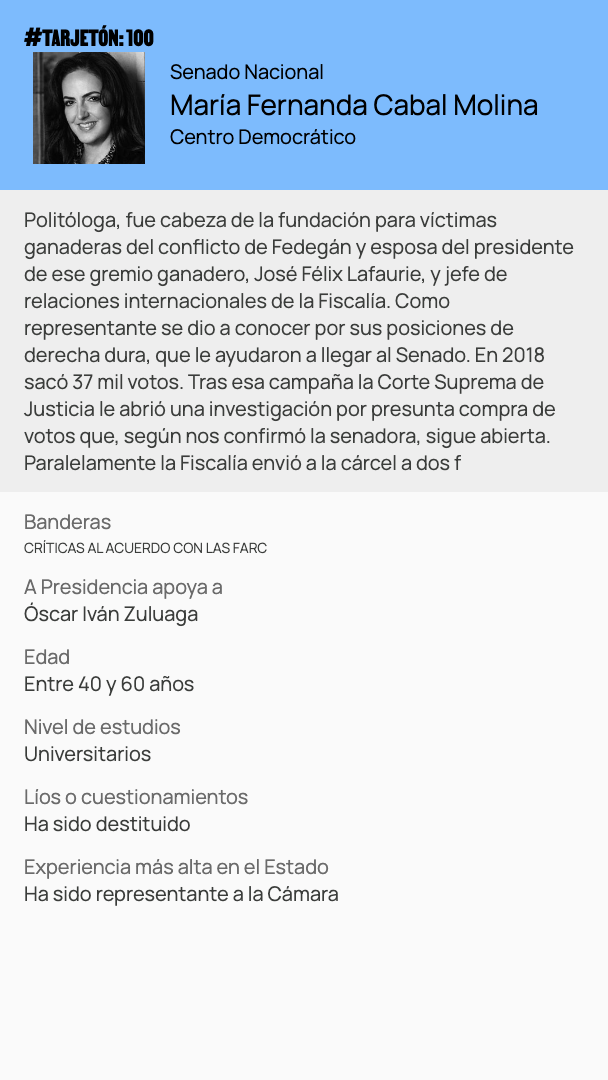 #TARJETÓN: 100
Senado Nacional
María Fernanda Cabal Molina
Centro Democrático
Politóloga, fue cabeza de la fundación para víctimas
ganaderas del conflicto de Fedegán y esposa del presidente
de ese gremio ganadero, José Félix Lafaurie, y jefe de
relaciones internacionales de la Fiscalía. Como
representante se dio a conocer por sus posiciones de
derecha dura, que le ayudaron a llegar al Senado. En 2018
sacó 37 mil votos. Tras esa campaña la Corte Suprema de
Justicia le abrió una investigación por presunta compra de
votos que, según nos confirmó la senadora, sigue abierta.
Paralelamente la Fiscalía envió a la cárcel a dos f
Banderas
CRÍTICAS AL ACUERDO CON LAS FARC
A Presidencia apoya a
Óscar Iván Zuluaga
Edad
Entre 40 y 60 años
Nivel de estudios
Universitarios
Líos o cuestionamientos
Ha sido destituido
Experiencia más alta en el Estado
Ha sido representante a la Cámara